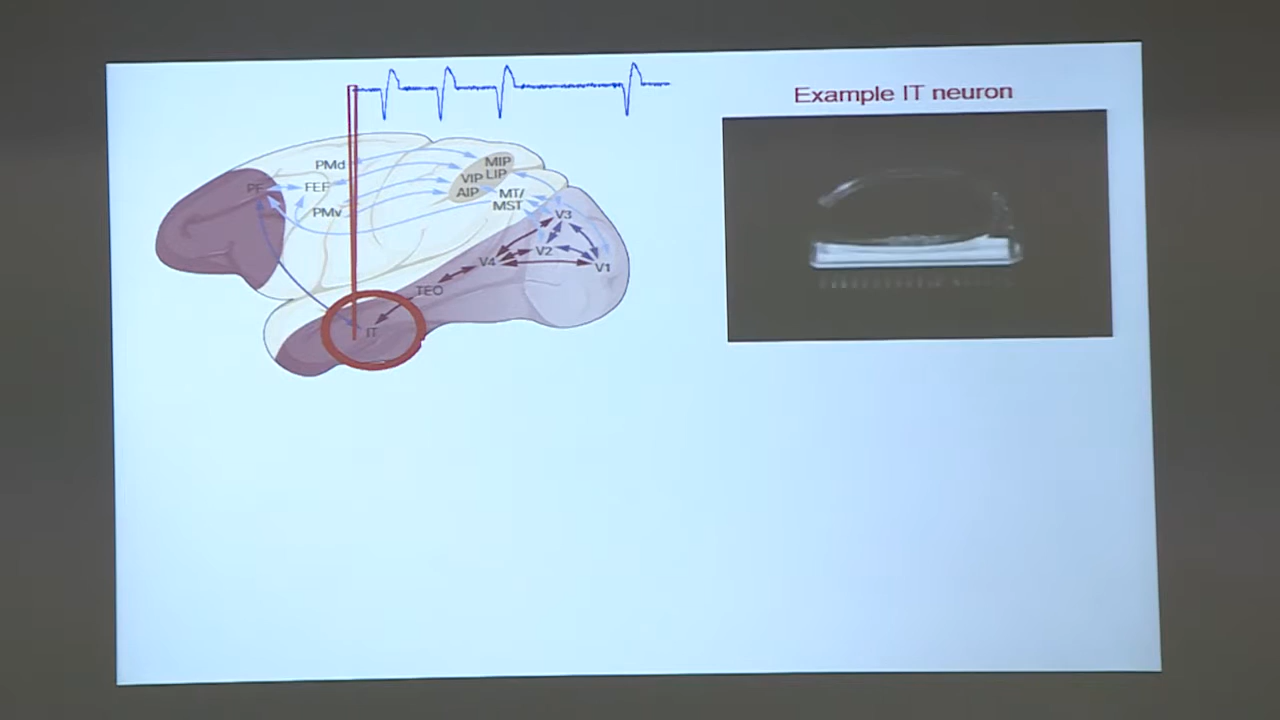 Example IT neuron
PMd
MIP
VIP LIP
AIP
PF
FEF
PMv
MT/
MST
V3
V2
V4
V1
TEO
IT